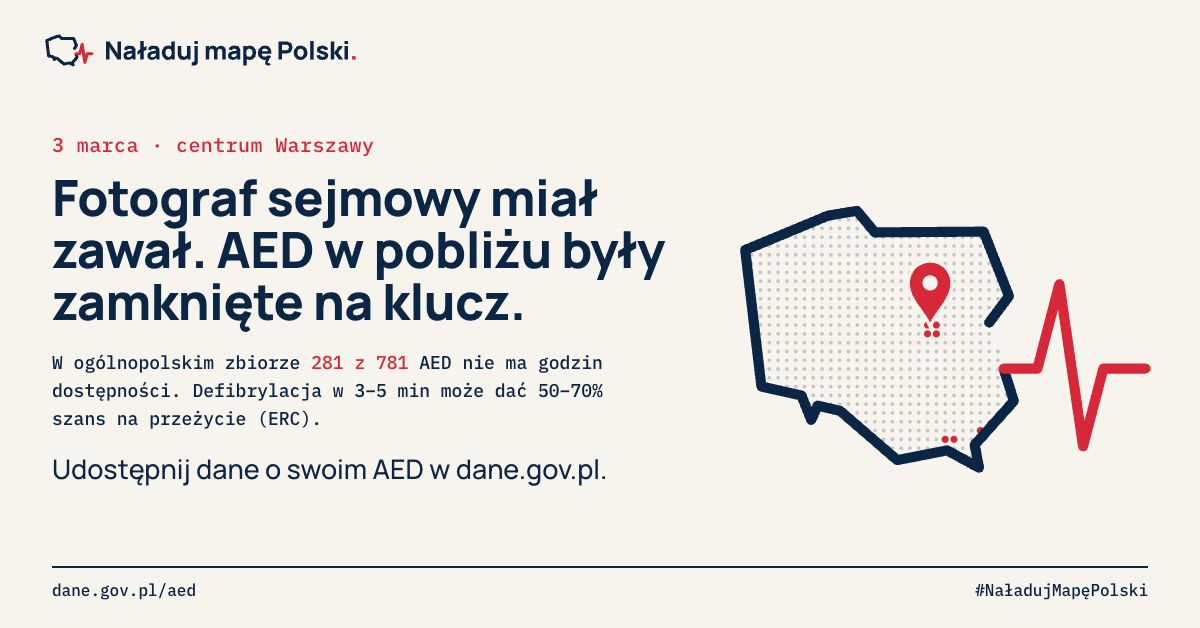 Naładuj mapę Polski.
3 marca · centrum Warszawy
Fotograf sejmowy miał
zawał. AED w pobliżu były
zamknięte na klucz.
W ogólnopolskim zbiorze 281 z 781 AED nie ma godzin
dostępności. Defibrylacja w 3–5 min może dać 50–70%
szans na przeżycie (ERC).
Udostępnij dane o swoim AED w dane.gov.pl.
dane.gov.pl/aed
#NaładujMapęPolski